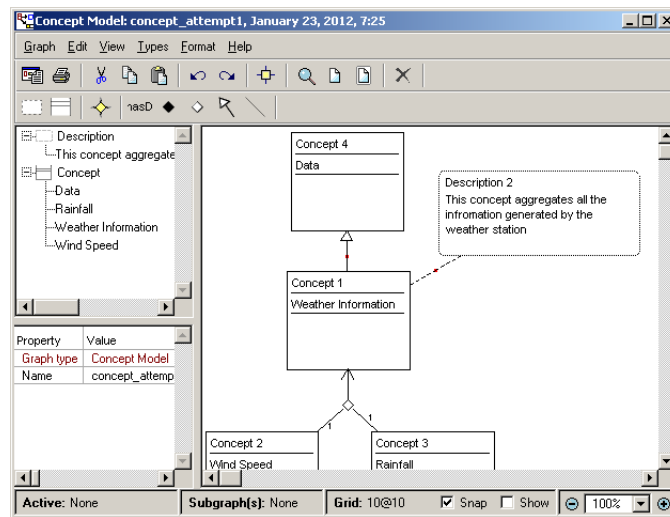 Concept Model: concept_attempt1, January 23, 2012, 7:25
Graph Edit View Types Format Help
nasD
Description
This concept aggregate
Concept
Data
Rainfall
Weather Information
Wind Speed
Property Value
Graph type Concept Model
Name concept_attemp
Concept 4
Data
Description 2
This concept aggregates all the
infromation generated by the
weather station
Concept 1
Weather Information
1 1
Concept 2
Wind Speed
Concept 3
Rainfall
Active: None Subgraph(s): None Grid: 10@10 Snap Show 100%